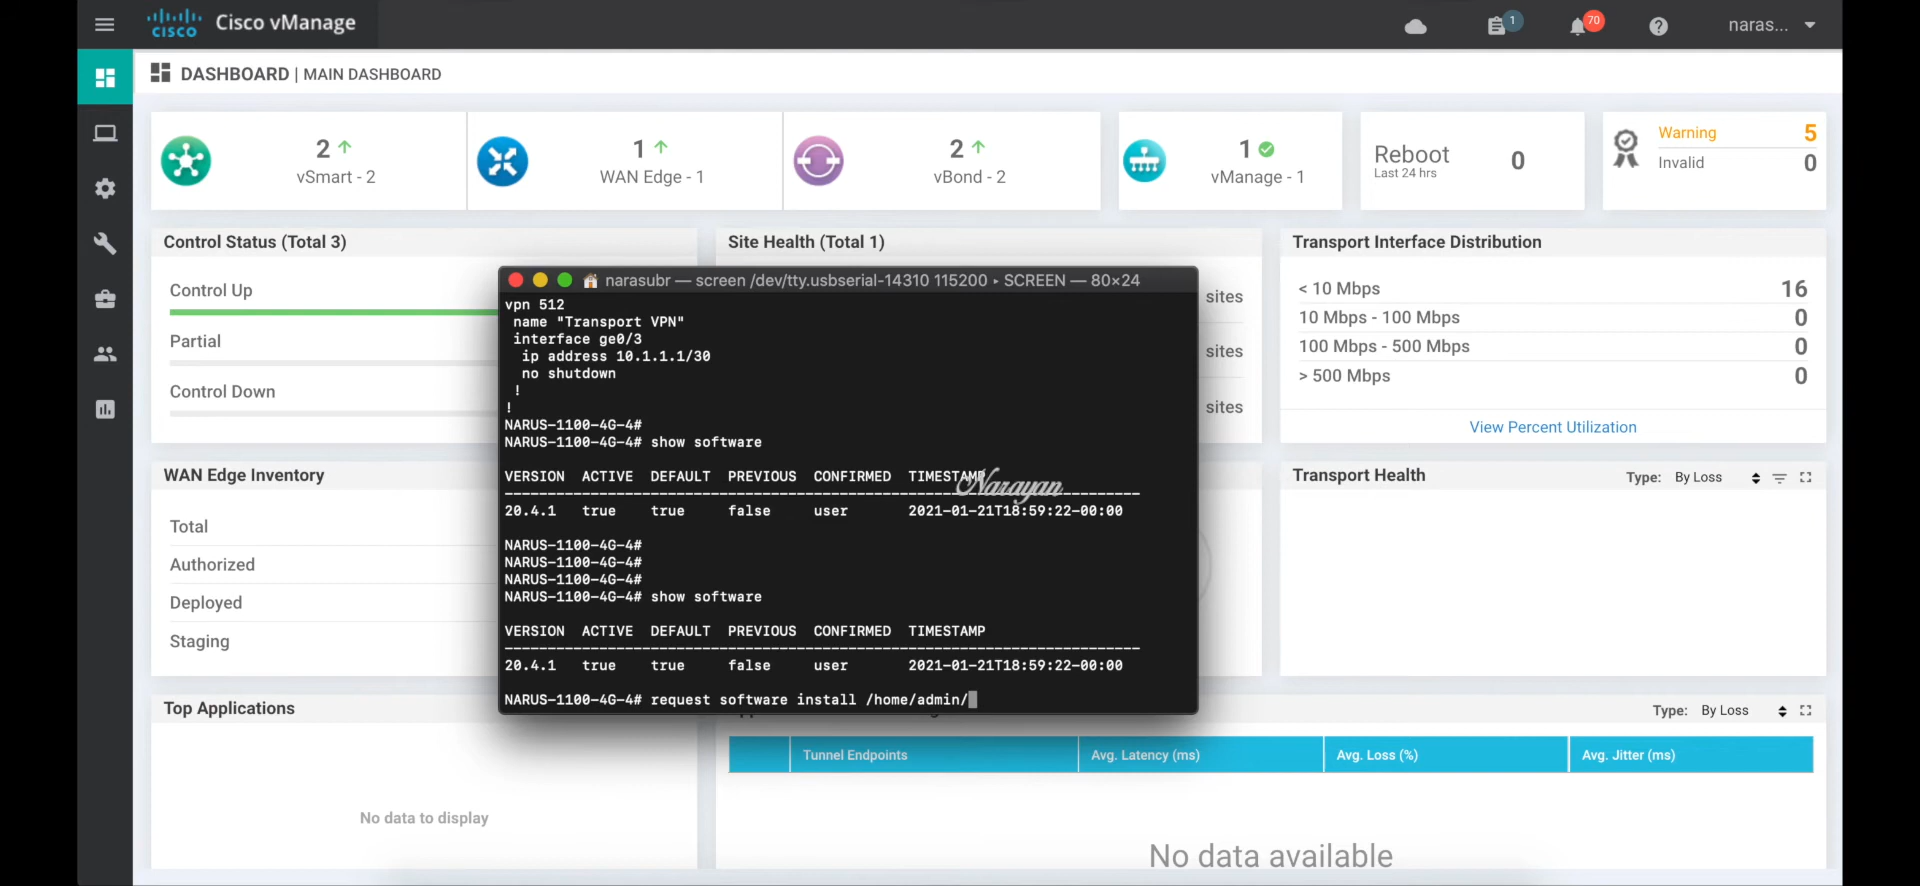 cisco Cisco vManage
1
70
naras...
DASHBOARD | MAIN DASHBOARD
2
vSmart - 2
1
WAN Edge - 1
2
vBond - 2
1
vManage - 1
Reboot
Last 24 hrs
0
Warning 5
Invalid 0
Control Status (Total 3)
Control Up
Partial
Control Down
Site Health (Total 1)
sites
sites
sites
Transport Interface Distribution
< 10 Mbps 16
10 Mbps - 100 Mbps 0
100 Mbps - 500 Mbps 0
> 500 Mbps 0
View Percent Utilization
narasubr — screen /dev/tty.usbserial-14310 115200 ▸ SCREEN — 80×24
vpn 512
name "Transport VPN"
interface ge0/3
ip address 10.1.1.1/30
no shutdown
!
!
NARUS-1100-4G-4#
NARUS-1100-4G-4# show software
VERSION ACTIVE DEFAULT PREVIOUS CONFIRMED TIMESTAMP
Narayan
20.4.1 true true false user 2021-01-21T18:59:22-00:00
NARUS-1100-4G-4#
NARUS-1100-4G-4#
NARUS-1100-4G-4#
NARUS-1100-4G-4# show software
VERSION ACTIVE DEFAULT PREVIOUS CONFIRMED TIMESTAMP
20.4.1 true true false user 2021-01-21T18:59:22-00:00
NARUS-1100-4G-4# request software install /home/admin/
WAN Edge Inventory
Total
Authorized
Deployed
Staging
Transport Health
Type: By Loss
Top Applications
No data to display
Type: By Loss
Tunnel Endpoints Avg. Latency (ms) Avg. Loss (%) Avg. Jitter (ms)
No data available